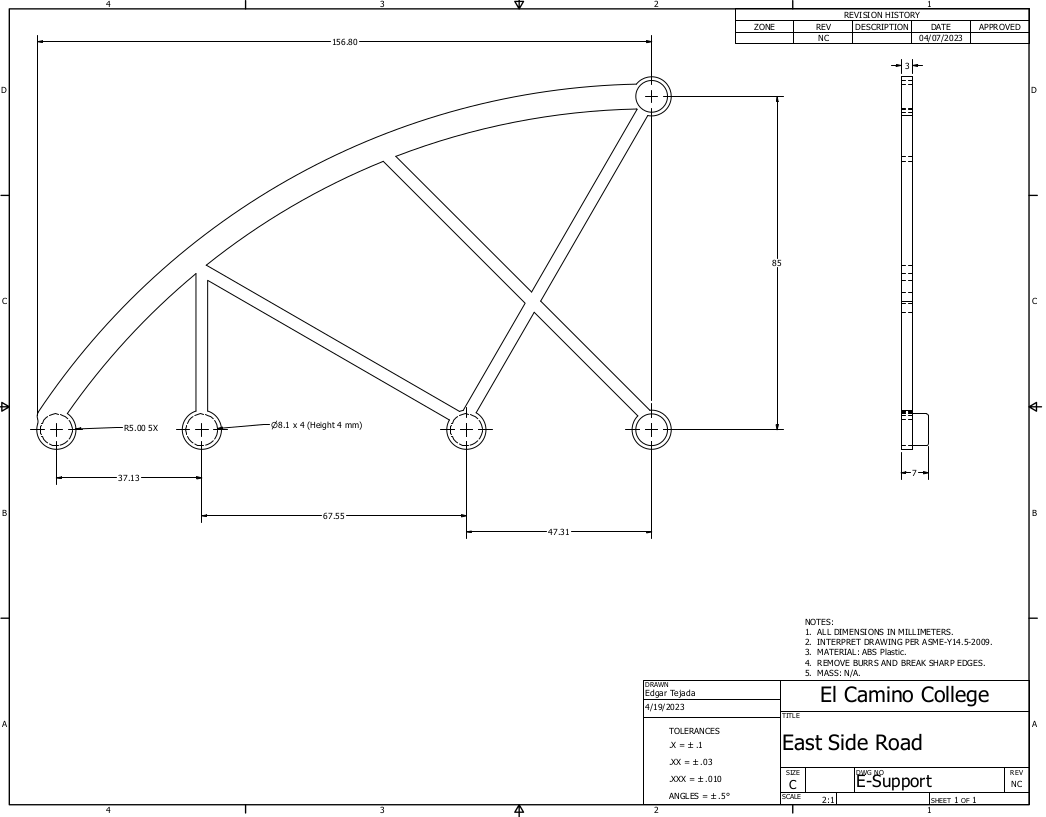 4 3 2 1
REVISION HISTORY
ZONE REV DESCRIPTION DATE APPROVED
NC 04/07/2023
156.80
3
D D
85
C C
R5.00 5X
Ø8.1 x 4 (Height 4 mm)
7
37.13
67.55
47.31
B B
NOTES:
1. ALL DIMENSIONS IN MILLIMETERS.
2. INTERPRET DRAWING PER ASME-Y14.5-2009.
3. MATERIAL: ABS Plastic.
4. REMOVE BURRS AND BREAK SHARP EDGES.
5. MASS: N/A.
DRAWN
Edgar Tejada
4/19/2023
El Camino College
TITLE
East Side Road
A A
TOLERANCES
.X = ± .1
.XX = ± .03
.XXX = ± .010
ANGLES = ± .5°
SIZE
C
DWG NO
E-Support
REV
NC
SCALE
2:1
SHEET 1 OF 1
4 3 2 1